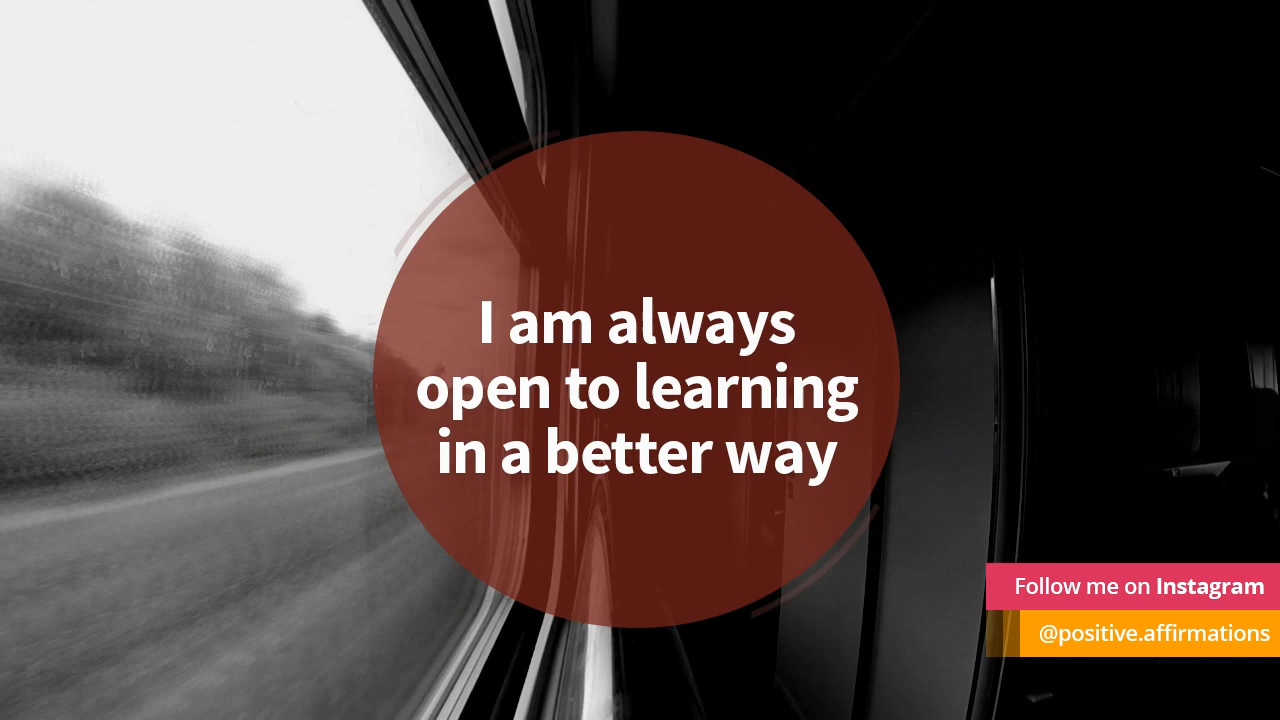 I am always
open to learning
in a better way
Follow me on Instagram
@positive.affirmations